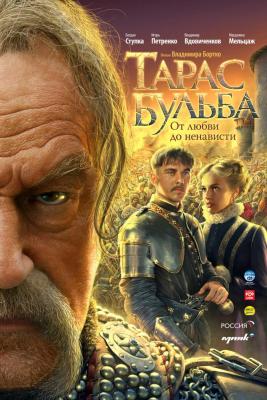 Богдан Ступка
Игорь Петренко
Владимир Вдовиченков
Магдалена Мельцаж
Фильм Владимира Бортко
ТАРАС
БУЛЬБА
От любви
до ненависти
РОССИЯ